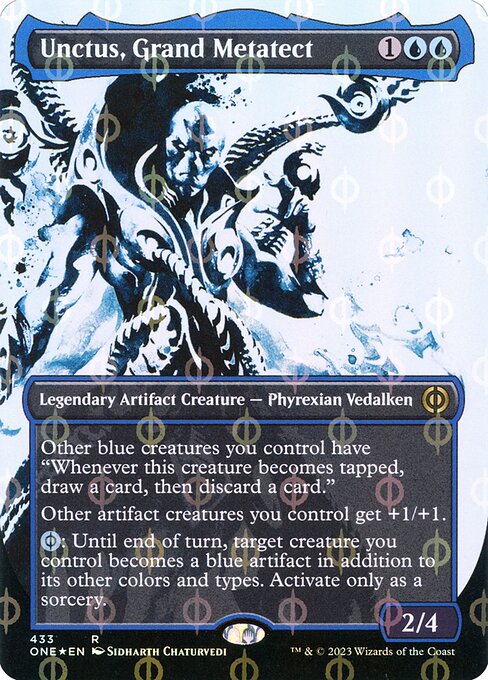 Unctus, Grand Metatect 1
Legendary Artifact Creature — Phyrexian Vedalken
Other blue creatures you control have
“Whenever this creature becomes tapped,
draw a card, then discard a card.”
Other artifact creatures you control get +1/+1.
: Until end of turn, target creature you
control becomes a blue artifact in addition to
its other colors and types. Activate only as a
sorcery.
2/4
433 R
ONE★EN Sidharth Chaturvedi
™ & © 2023 Wizards of the Coast